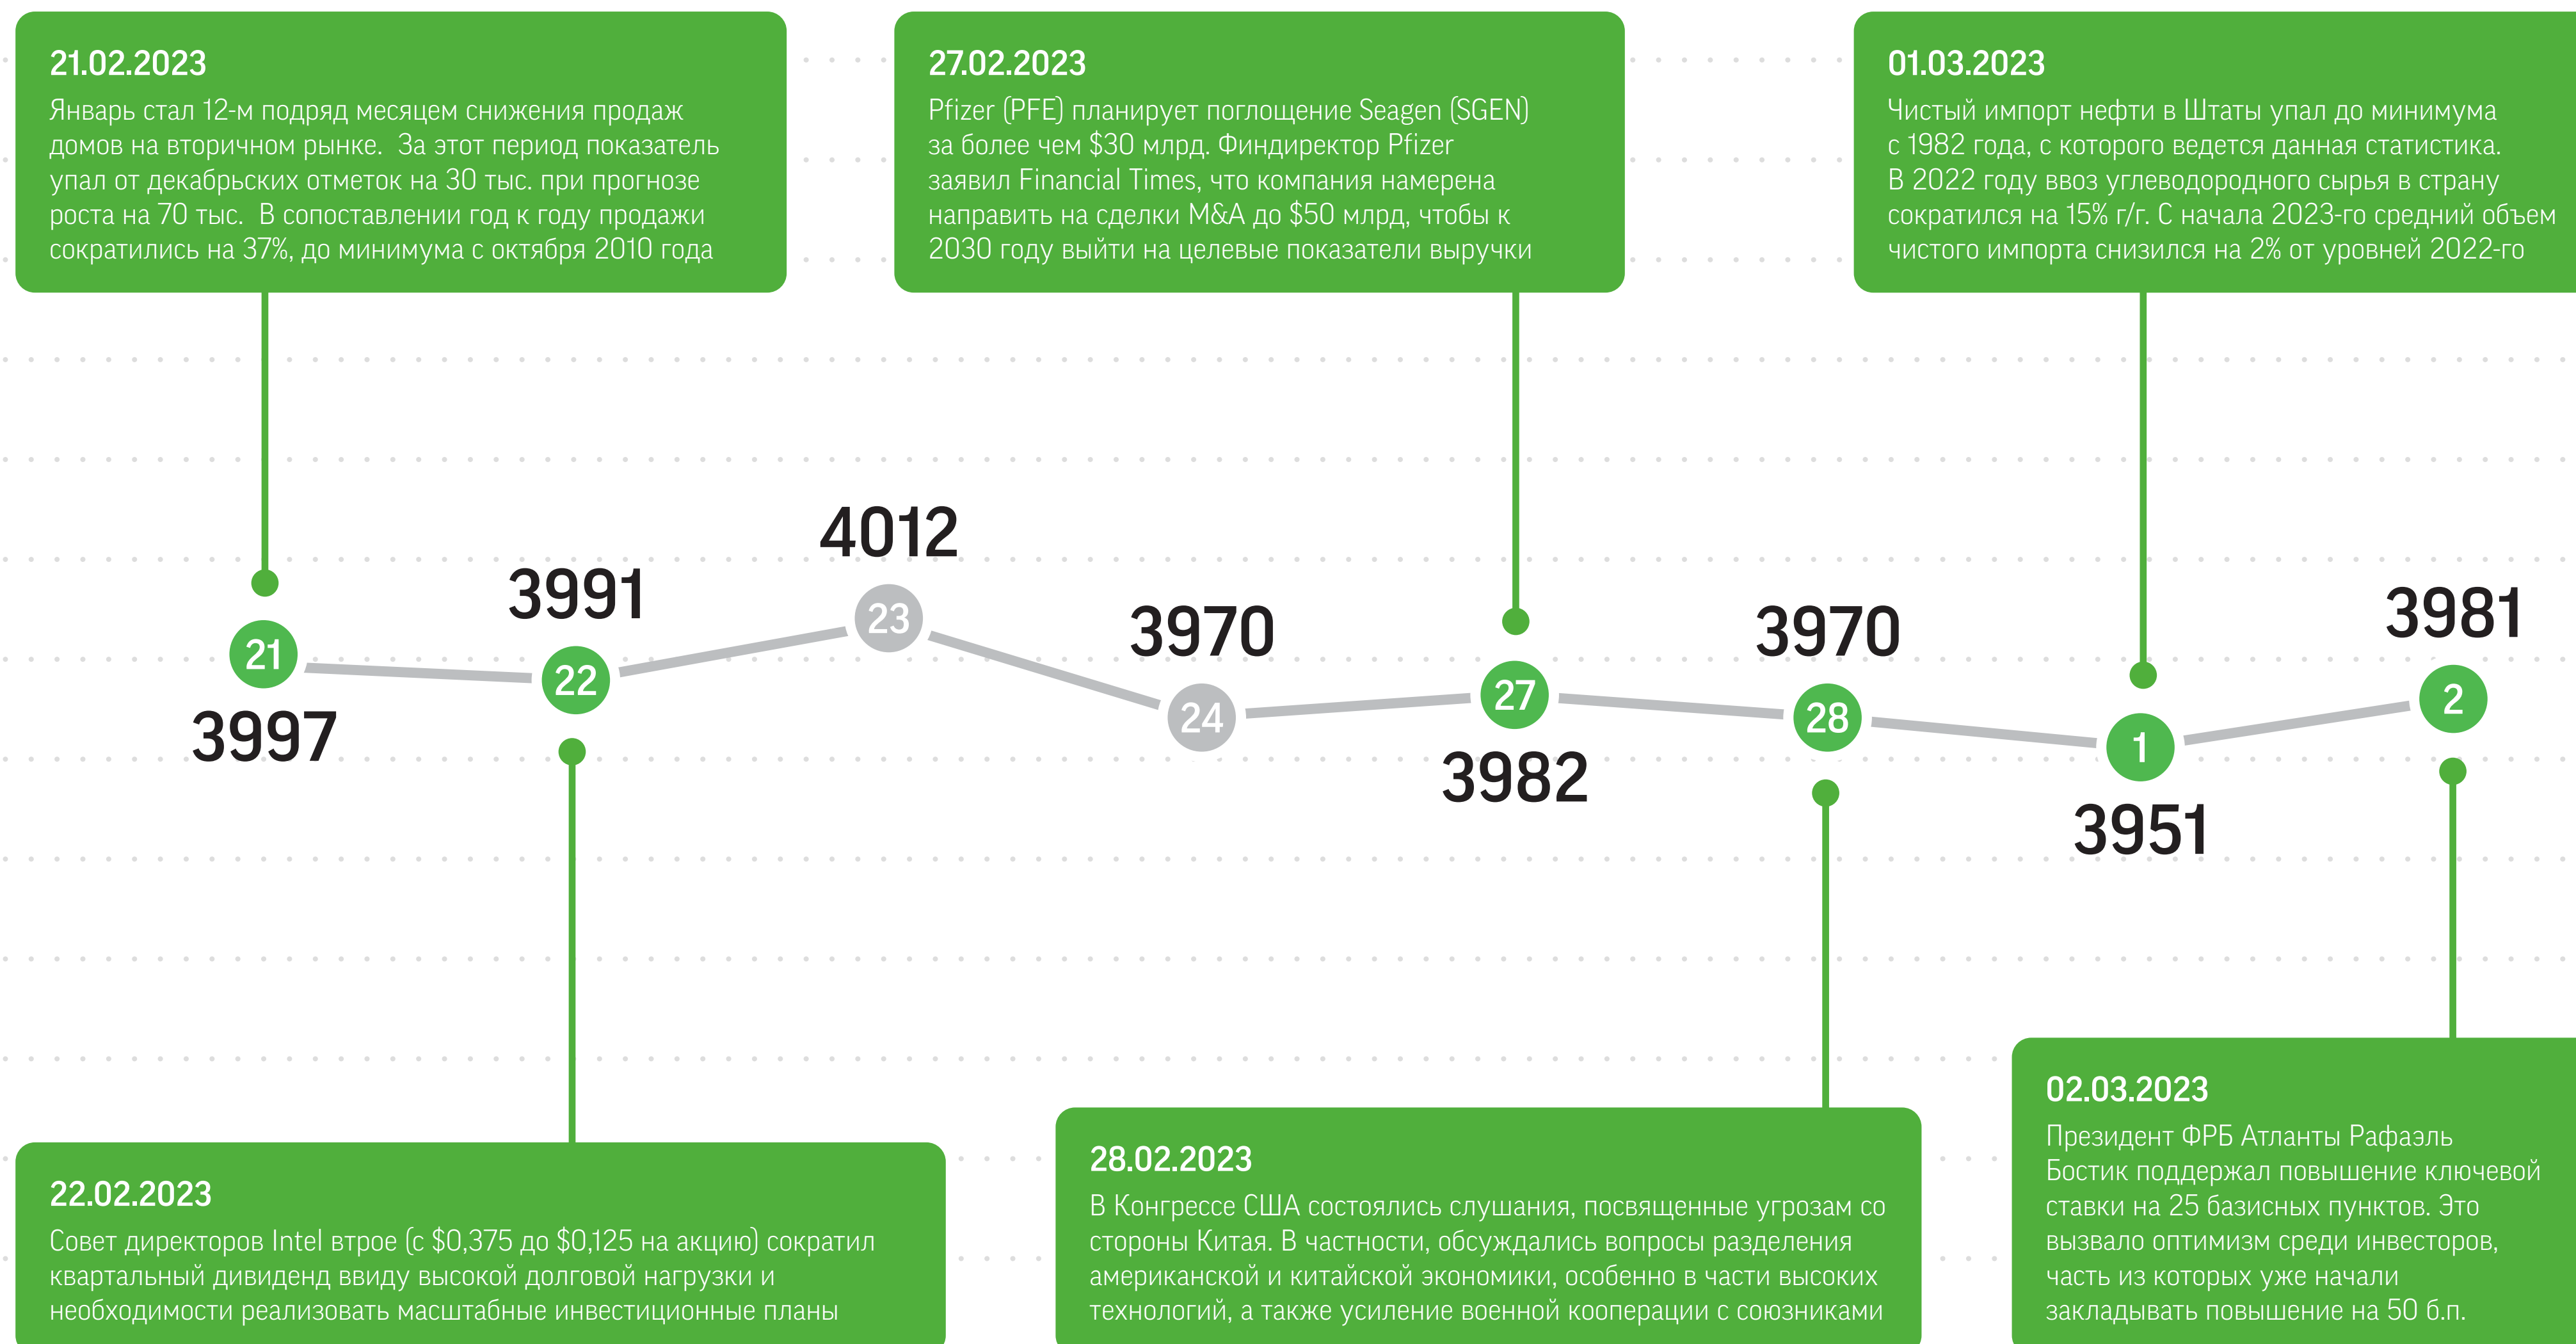 21.02.2023
Январь стал 12-м подряд месяцем снижения продаж
домов на вторичном рынке. За этот период показатель
упал от декабрьских отметок на 30 тыс. при прогнозе
роста на 70 тыс. В сопоставлении год к году продажи
сократились на 37%, до минимума с октября 2010 года
27.02.2023
Pfizer (PFE) планирует поглощение Seagen (SGEN)
за более чем $30 млрд. Финдиректор Pfizer
заявил Financial Times, что компания намерена
направить на сделки M&A до $50 млрд, чтобы к
2030 году выйти на целевые показатели выручки
01.03.2023
Чистый импорт нефти в Штаты упал до минимума
с 1982 года, с которого ведется данная статистика.
В 2022 году ввоз углеводородного сырья в страну
сократился на 15% г/г. С начала 2023-го средний объем
чистого импорта снизился на 2% от уровней 2022-го
21
3997
3991
22
4012
23
3970
24
27
3982
3970
28
1
3951
3981
2
22.02.2023
Совет директоров Intel втрое (с $0,375 до $0,125 на акцию) сократил
квартальный дивиденд ввиду высокой долговой нагрузки и
необходимости реализовать масштабные инвестиционные планы
28.02.2023
В Конгрессе США состоялись слушания, посвященные угрозам со
стороны Китая. В частности, обсуждались вопросы разделения
американской и китайской экономики, особенно в части высоких
технологий, а также усиление военной кооперации с союзниками
02.03.2023
Президент ФРБ Атланты Рафаэль
Бостик поддержал повышение ключевой
ставки на 25 базисных пунктов. Это
вызвало оптимизм среди инвесторов,
часть из которых уже начали
закладывать повышение на 50 б.п.